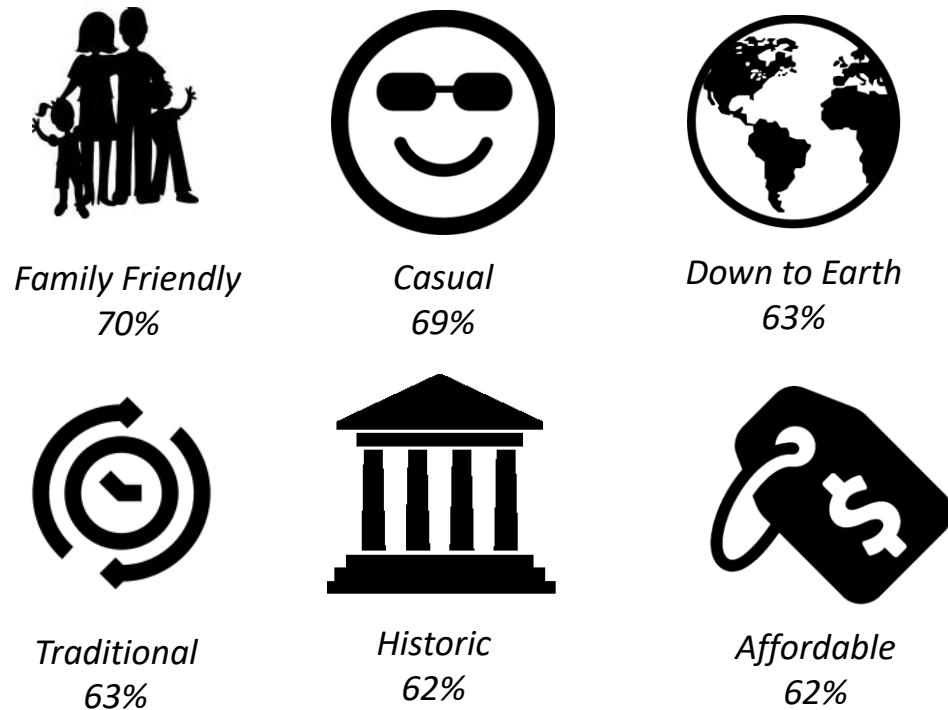 Family Friendly
70%
Casual
69%
Down to Earth
63%
Traditional
63%
Historic
62%
Affordable
62%
$